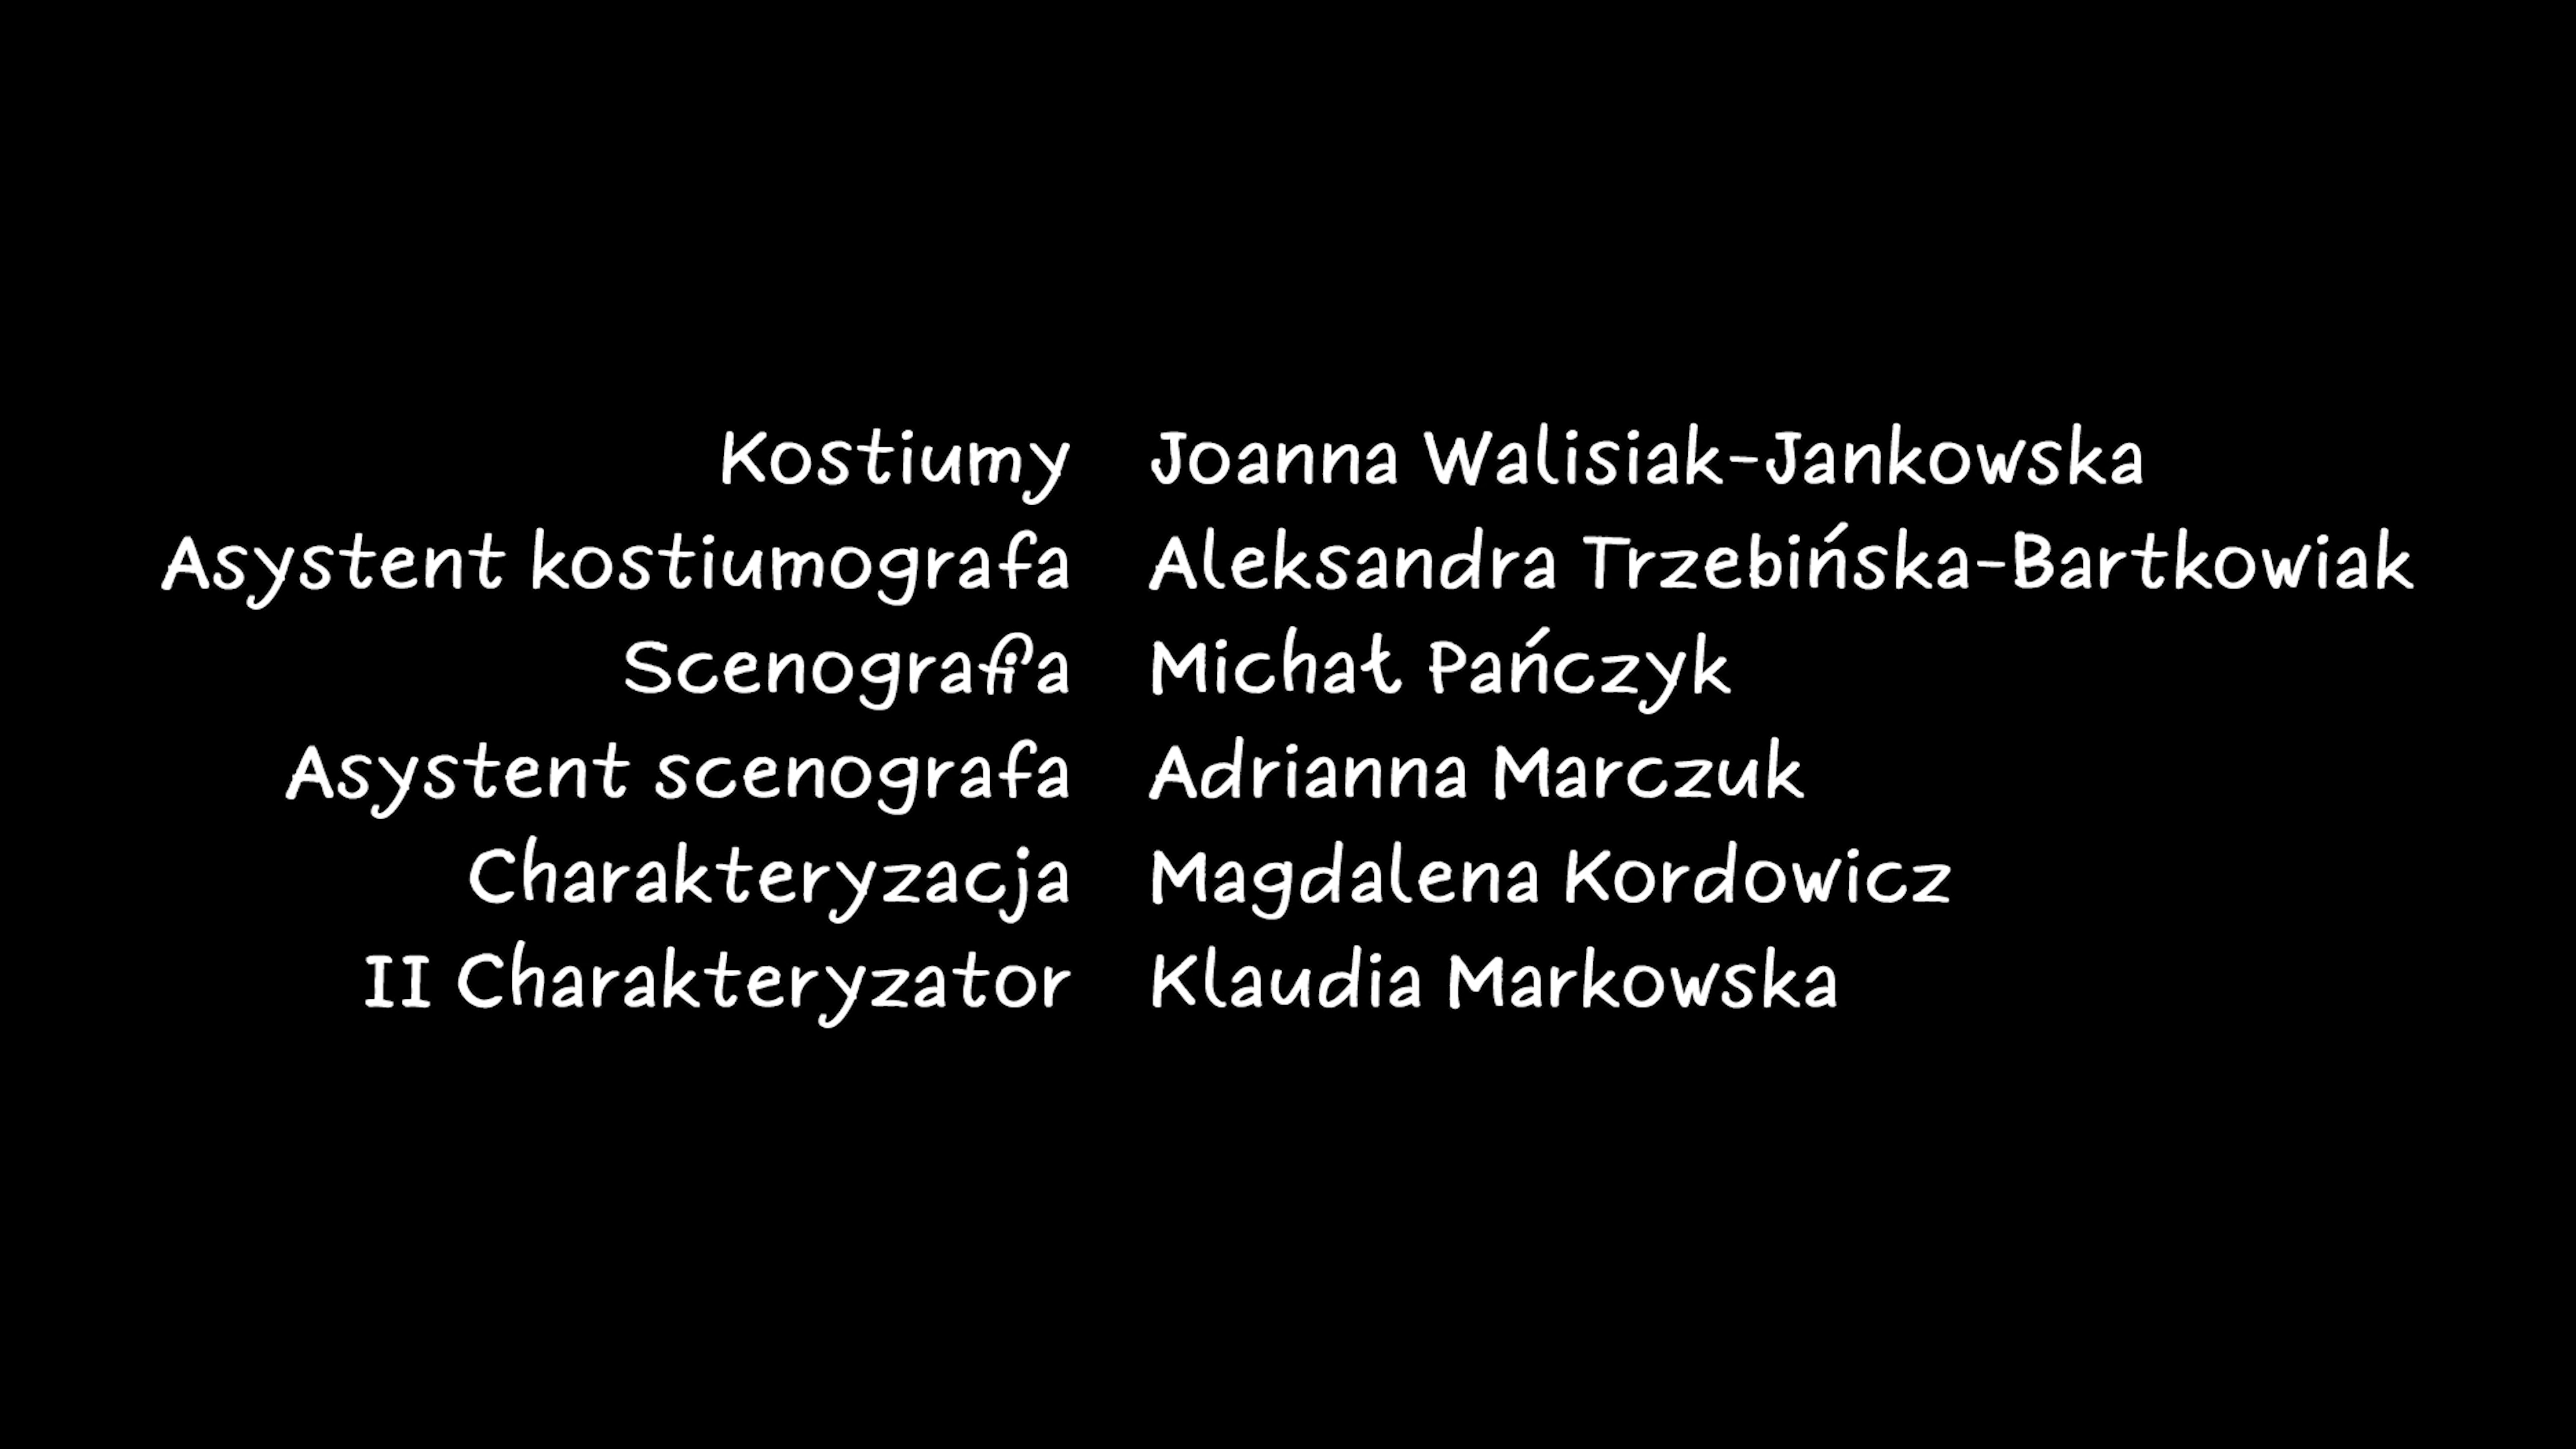 Kostiumy Joanna Walisiak-Jankowska
Asystent kostiumografa Aleksandra Trzebińska-Bartkowiak
Scenografia Michał Pańczyk
Asystent scenografa Adrianna Marczuk
Charakteryzacja Magdalena Kordowicz
II Charakteryzator Klaudia Markowska